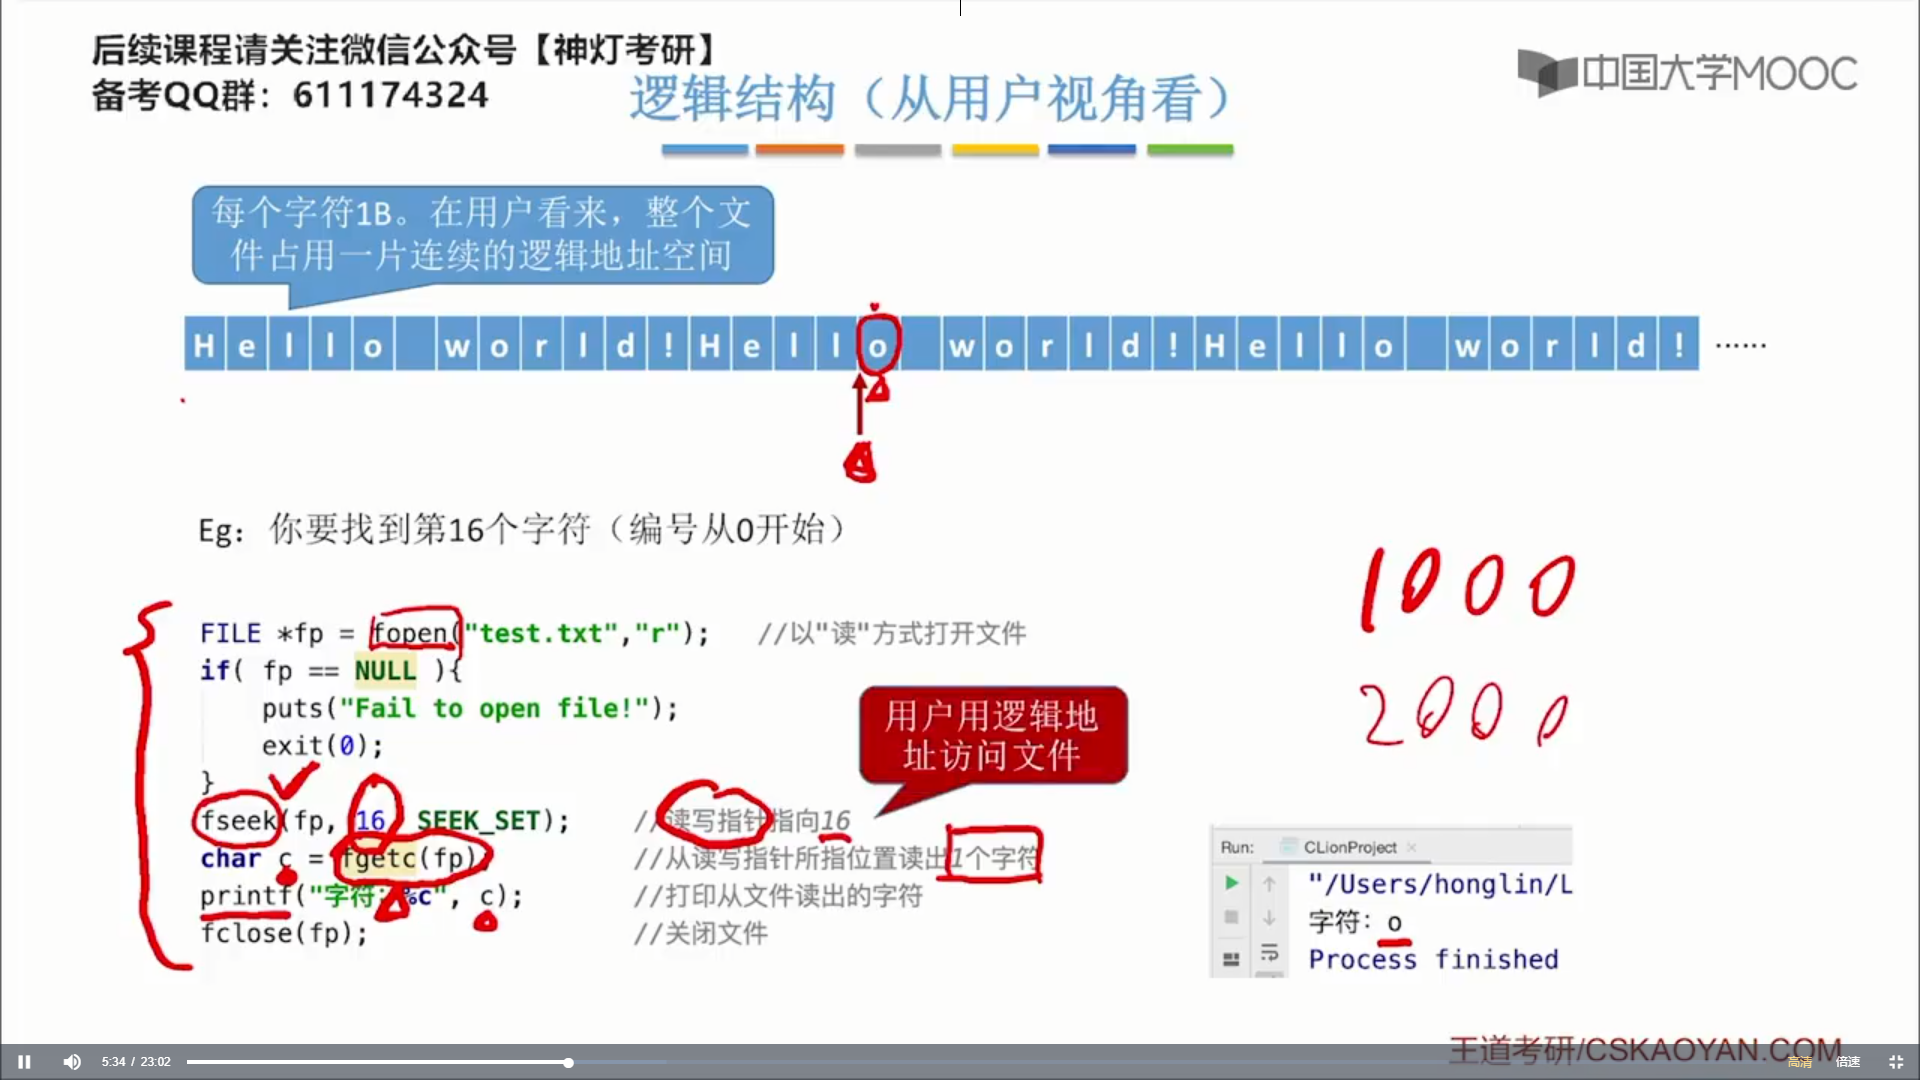 后续课程请关注微信公众号【神灯考研】
备考QQ群：611174324
中国大学MOOC
逻辑结构（从用户视角看）
每个字符1B。在用户看来，整个文
件占用一片连续的逻辑地址空间
Hello world!Hello world!Hello world! ······
Eg：你要找到第16个字符（编号从0开始）
1000
2000
FILE *fp = fopen("test.txt","r"); //以"读"方式打开文件
if( fp == NULL ){
puts("Fail to open file!");
exit(0);
}
用户用逻辑地
址访问文件
fseek(fp, 16, SEEK_SET); //读写指针指向16
char c = fgetc(fp); //从读写指针所指位置读出1个字符
printf("字符：%c", c); //打印从文件读出的字符
fclose(fp); //关闭文件
Run: CLionProject ×
"/Users/honglin/L
字符：o
Process finished
王道考研/CSKAOYAN.COM
5:34 / 23:02 高清 倍速